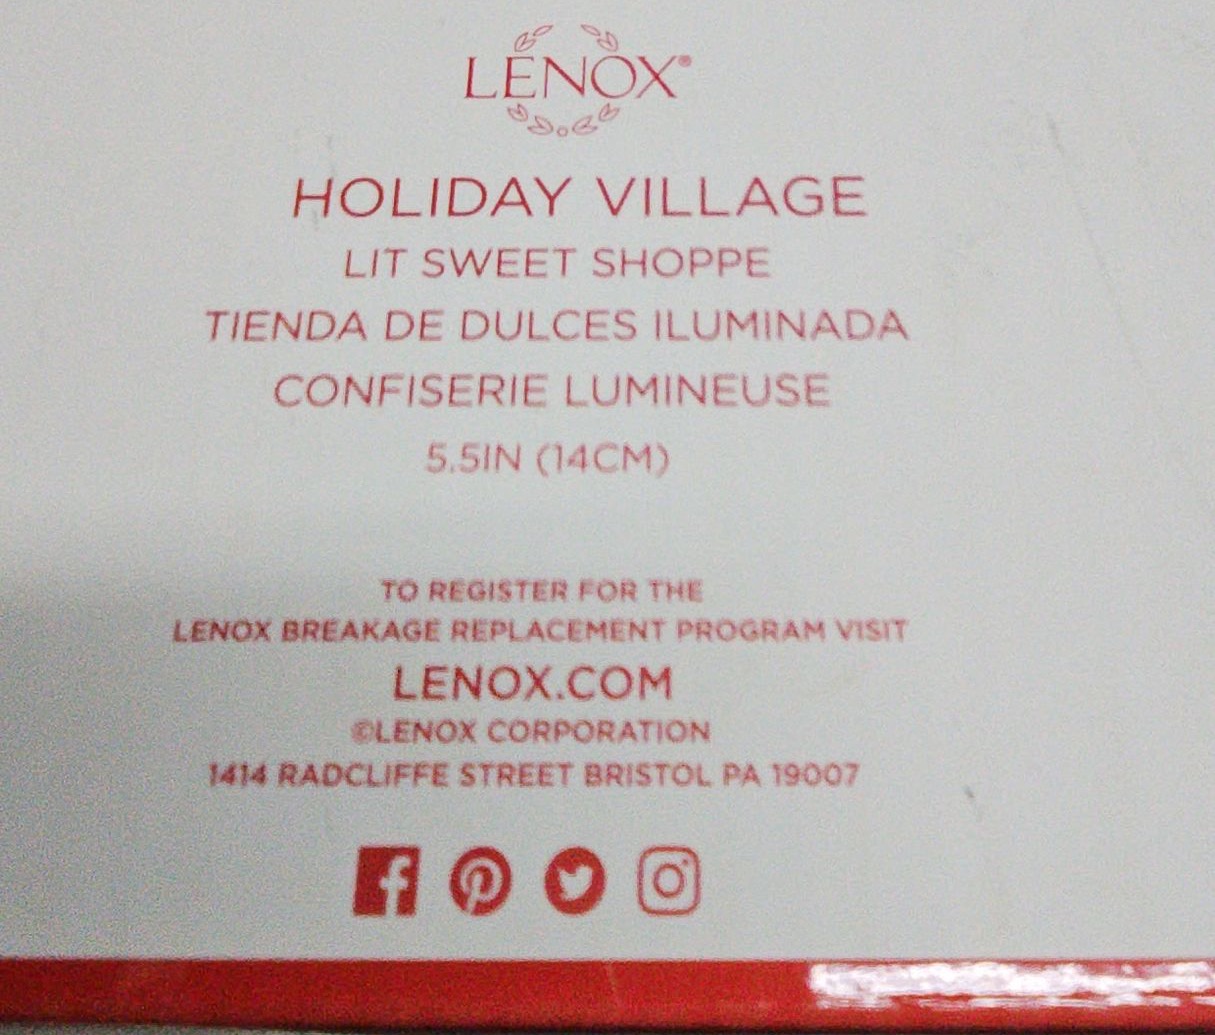 LENOX®
HOLIDAY VILLAGE
LIT SWEET SHOPPE
TIENDA DE DULCES ILUMINADA
CONFISERIE LUMINEUSE
5.5IN (14CM)
TO REGISTER FOR THE
LENOX BREAKAGE REPLACEMENT PROGRAM VISIT
LENOX.COM
©LENOX CORPORATION
1414 RADCLIFFE STREET BRISTOL PA 19007